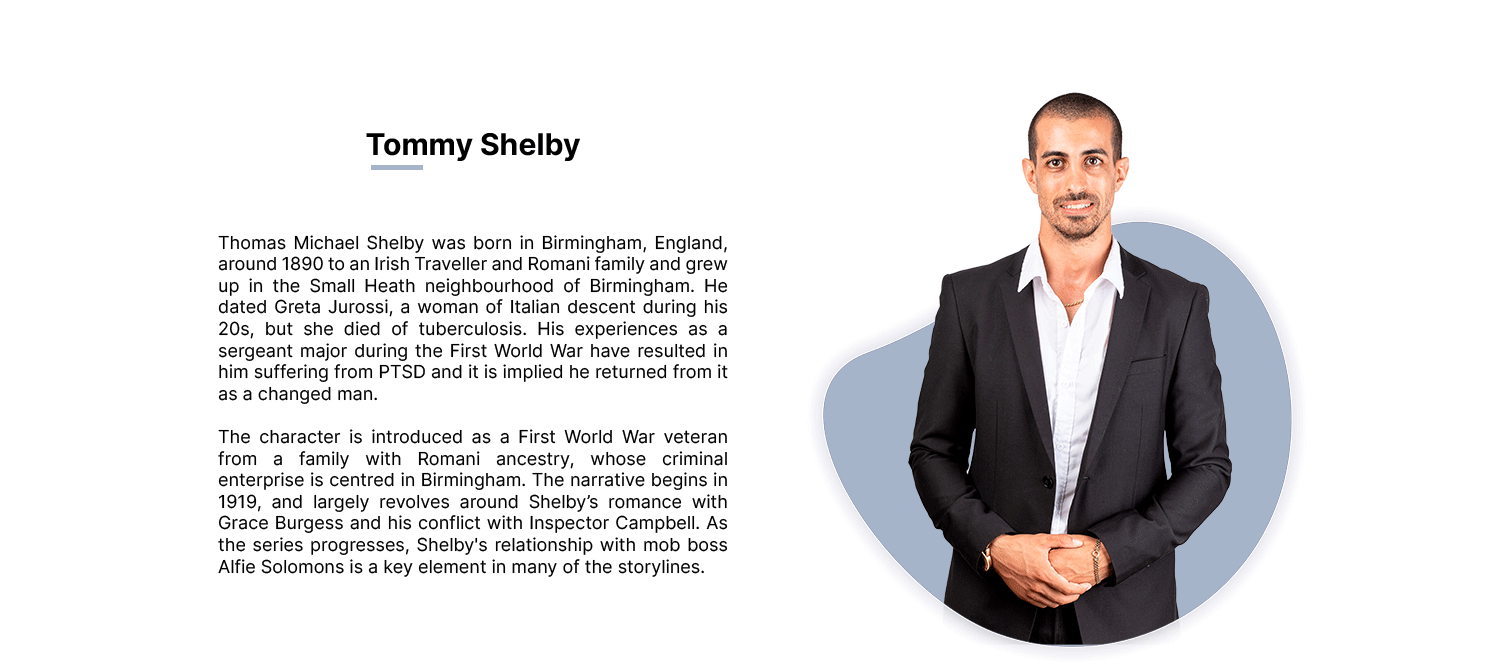 Tommy Shelby
Thomas Michael Shelby was born in Birmingham, England,
around 1890 to an Irish Traveller and Romani family and grew
up in the Small Heath neighbourhood of Birmingham. He
dated Greta Jurossi, a woman of Italian descent during his
20s, but she died of tuberculosis. His experiences as a
sergeant major during the First World War have resulted in
him suffering from PTSD and it is implied he returned from it
as a changed man.
The character is introduced as a First World War veteran
from a family with Romani ancestry, whose criminal
enterprise is centred in Birmingham. The narrative begins in
1919, and largely revolves around Shelby’s romance with
Grace Burgess and his conflict with Inspector Campbell. As
the series progresses, Shelby's relationship with mob boss
Alfie Solomons is a key element in many of the storylines.